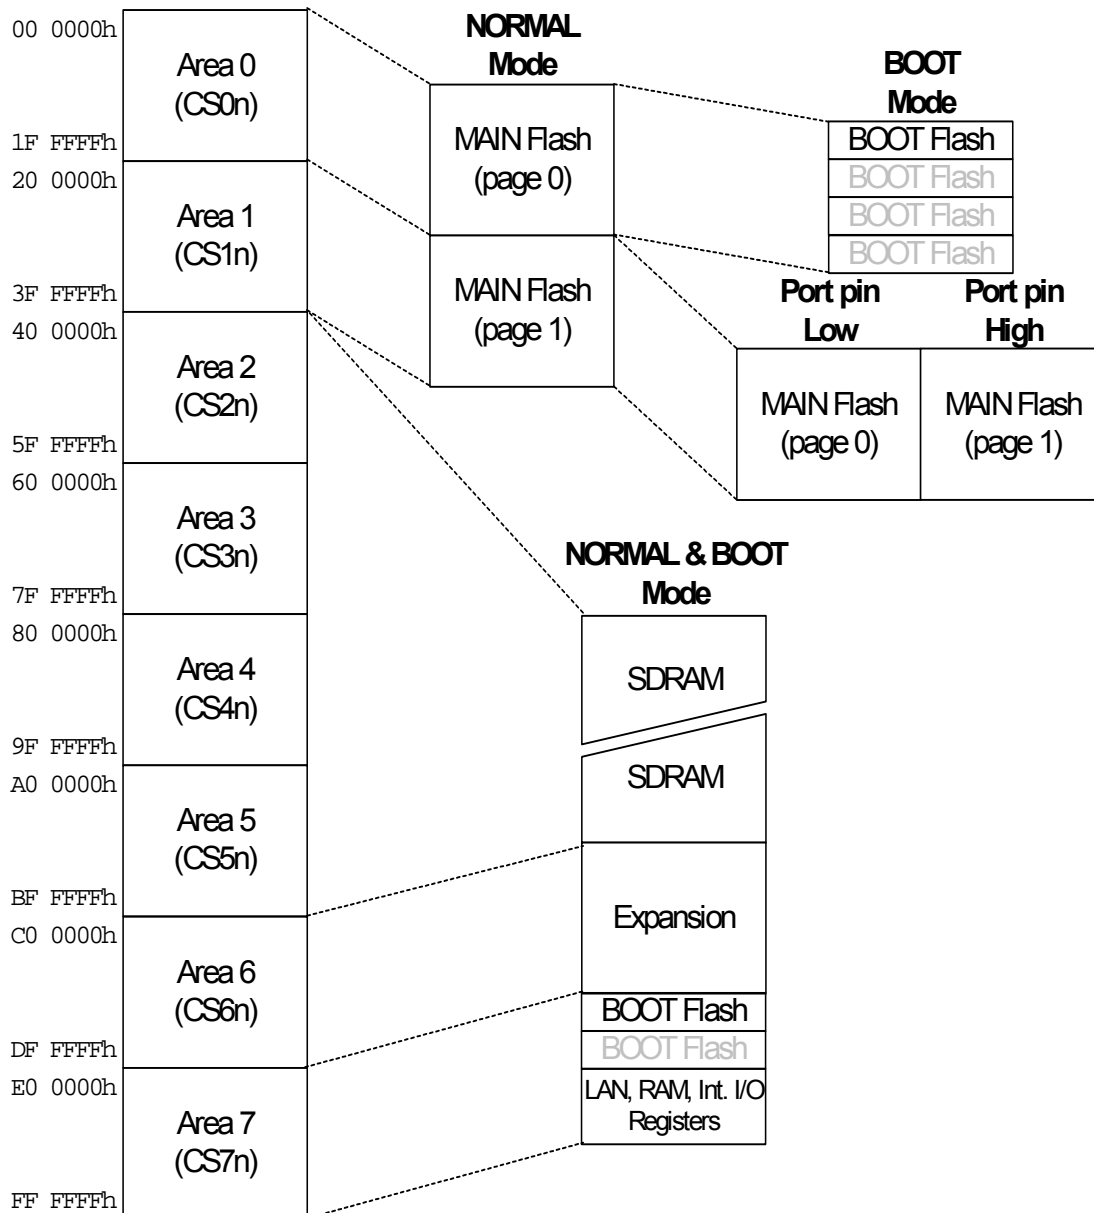 00 0000h
Area 0
(CS0n)
1F FFFFh
20 0000h
Area 1
(CS1n)
3F FFFFh
40 0000h
Area 2
(CS2n)
5F FFFFh
60 0000h
Area 3
(CS3n)
7F FFFFh
80 0000h
Area 4
(CS4n)
9F FFFFh
A0 0000h
Area 5
(CS5n)
BF FFFFh
C0 0000h
Area 6
(CS6n)
DF FFFFh
E0 0000h
Area 7
(CS7n)
FF FFFFh
NORMAL
Mode
MAIN Flash
(page 0)
MAIN Flash
(page 1)
BOOT
Mode
BOOT Flash
BOOT Flash
BOOT Flash
BOOT Flash
Port pin
Low
Port pin
High
MAIN Flash
(page 0)
MAIN Flash
(page 1)
NORMAL & BOOT
Mode
SDRAM
SDRAM
Expansion
BOOT Flash
BOOT Flash
LAN, RAM, Int. I/O
Registers